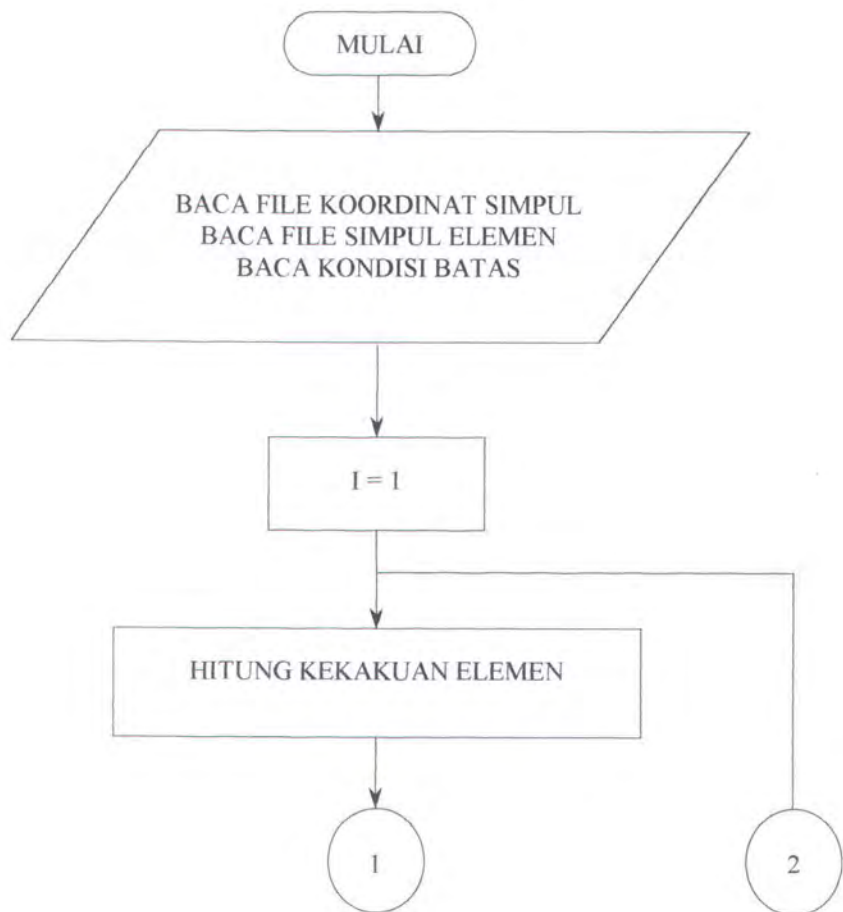 MULAI
BACA FILE KOORDINAT SIMPUL
BACA FILE SIMPUL ELEMEN
BACA KONDISI BATAS
I = 1
HITUNG KEKAKUAN ELEMEN
1
2